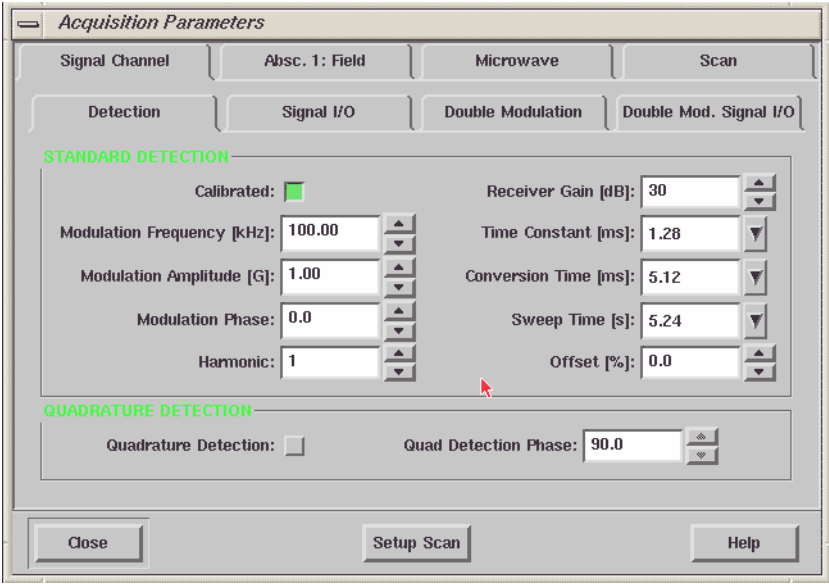 Acquisition Parameters
Signal Channel Absc. 1: Field Microwave Scan
Detection Signal I/O Double Modulation Double Mod. Signal I/O
STANDARD DETECTION
Calibrated: Receiver Gain [dB]: 30
Modulation Frequency [kHz]: 100.00 Time Constant [ms]: 1.28
Modulation Amplitude [G]: 1.00 Conversion Time [ms]: 5.12
Modulation Phase: 0.0 Sweep Time [s]: 5.24
Harmonic: 1 Offset [%]: 0.0
QUADRATURE DETECTION
Quadrature Detection: Quad Detection Phase: 90.0
Close Setup Scan Help